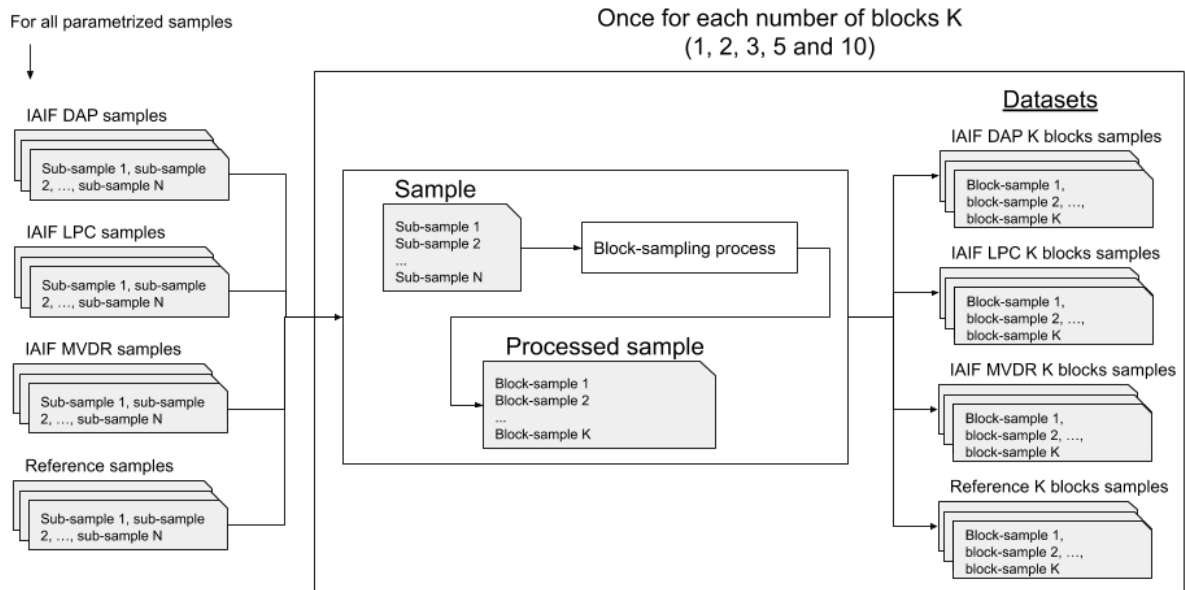 For all parametrized samples
Once for each number of blocks K
(1, 2, 3, 5 and 10)
IAIF DAP samples
Sub-sample 1, sub-sample
2, ..., sub-sample N
IAIF LPC samples
Sub-sample 1, sub-sample
2, ..., sub-sample N
IAIF MVDR samples
Sub-sample 1, sub-sample
2, ..., sub-sample N
Reference samples
Sub-sample 1, sub-sample
2, ..., sub-sample N
Sample
Sub-sample 1
Sub-sample 2
...
Sub-sample N
Block-sampling process
Processed sample
Block-sample 1
Block-sample 2
...
Block-sample K
Datasets
IAIF DAP K blocks samples
Block-sample 1,
block-sample 2, ...,
block-sample K
IAIF LPC K blocks samples
Block-sample 1,
block-sample 2, ...,
block-sample K
IAIF MVDR K blocks samples
Block-sample 1,
block-sample 2, ...,
block-sample K
Reference K blocks samples
Block-sample 1,
block-sample 2, ...,
block-sample K